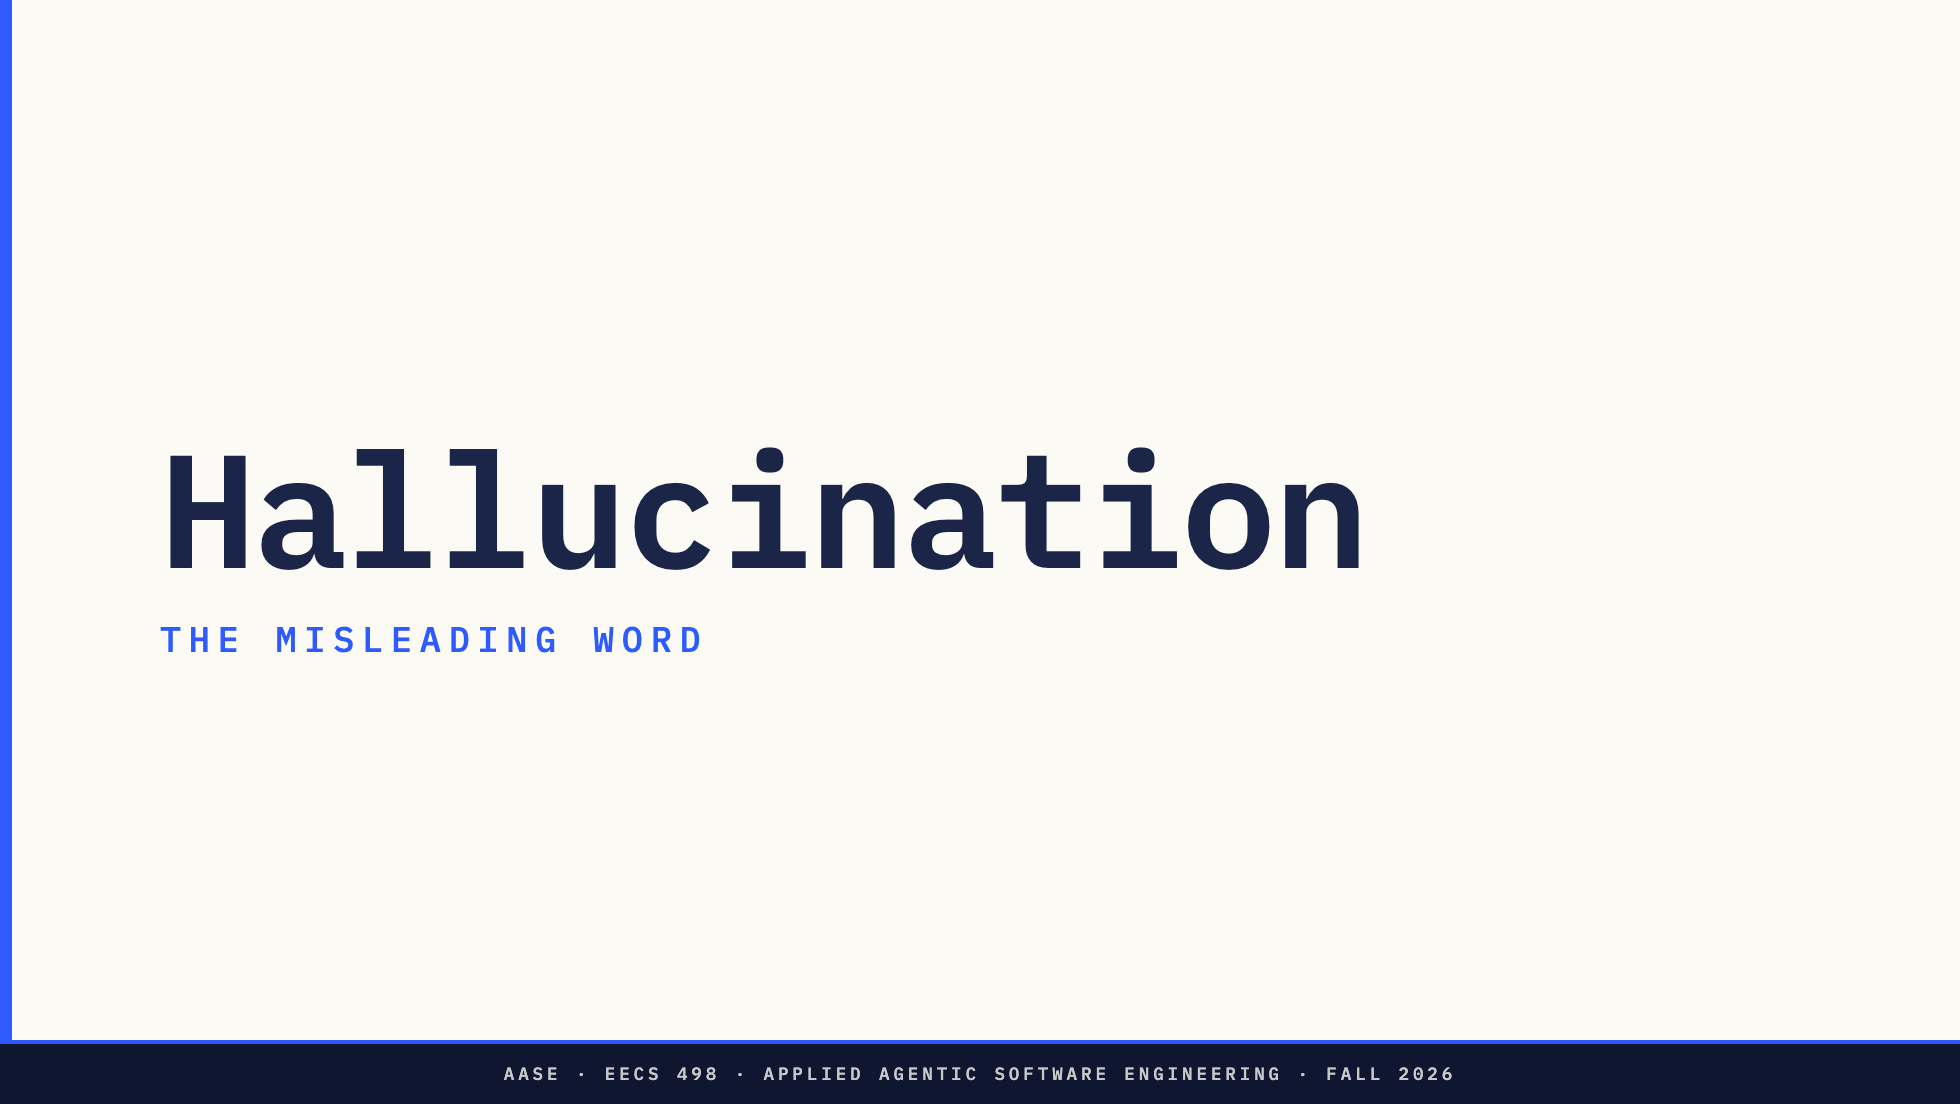 Hallucination
THE MISLEADING WORD
AASE · EECS 498 · APPLIED AGENTIC SOFTWARE ENGINEERING · FALL 2026